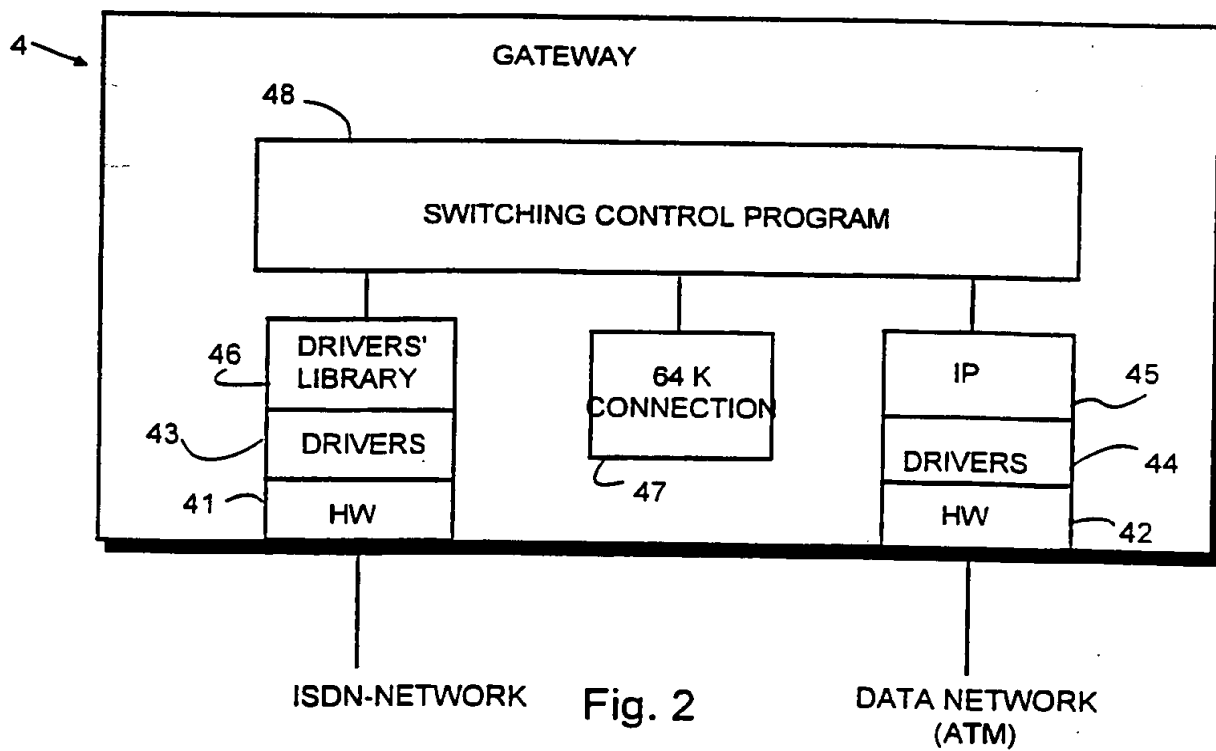 4
GATEWAY
48
SWITCHING CONTROL PROGRAM
46
DRIVERS'
LIBRARY
43
DRIVERS
41
HW
64 K
CONNECTION
47
IP
45
DRIVERS
44
HW
42
ISDN-NETWORK
Fig. 2
DATA NETWORK
(ATM)